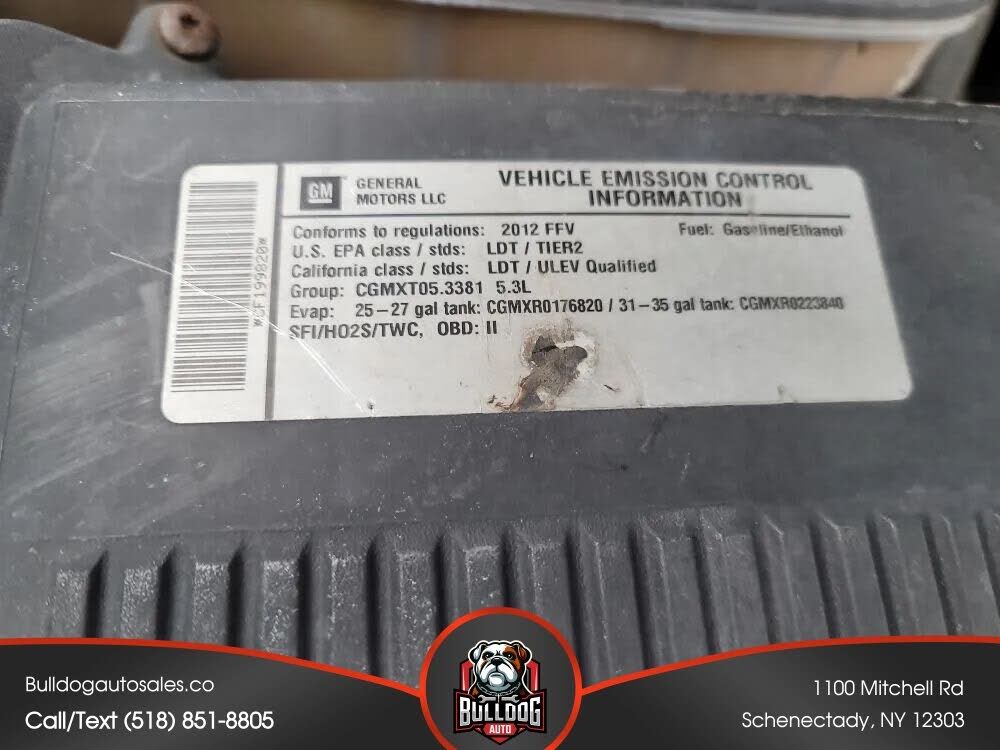 GM
GENERAL
MOTORS LLC
VEHICLE EMISSION CONTROL
INFORMATION
Conforms to regulations: 2012 FFV
Fuel: Gasoline/Ethanol
U.S. EPA class / stds: LDT / TIER2
California class / stds: LDT / ULEV Qualified
Group: CGMXT05.3381 5.3L
Evap: 25-27 gal tank: CGMXR0176820 / 31-35 gal tank: CGMXR0223840
SFI/HO2S/TWC, OBD: II
Bulldogautosales.co
Call/Text (518) 851-8805
BULLDOG
AUTO
1100 Mitchell Rd
Schenectady, NY 12303